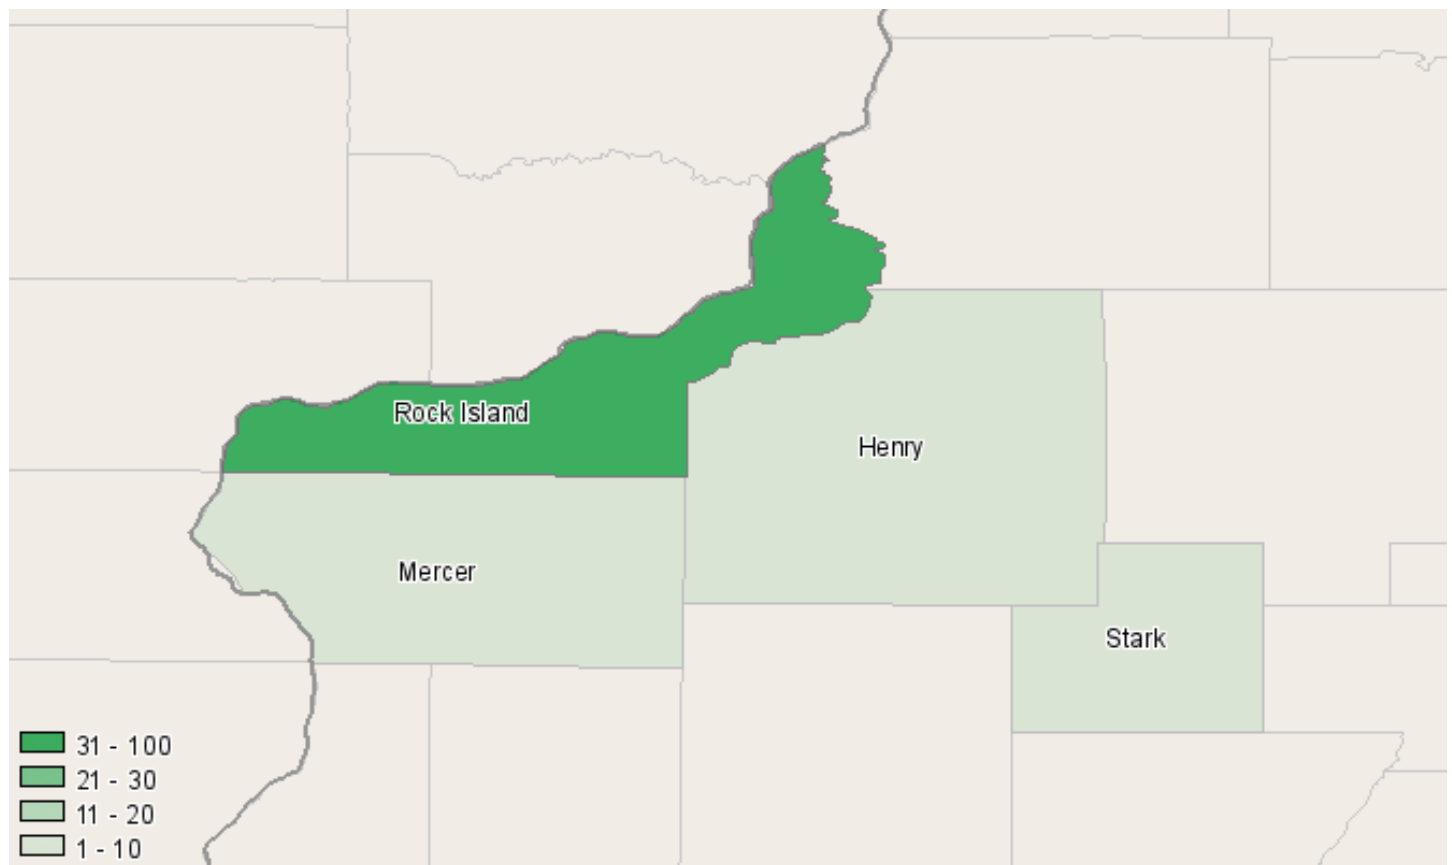 Rock Island
Henry
Mercer
Stark
31 - 100
21 - 30
11 - 20
1 - 10